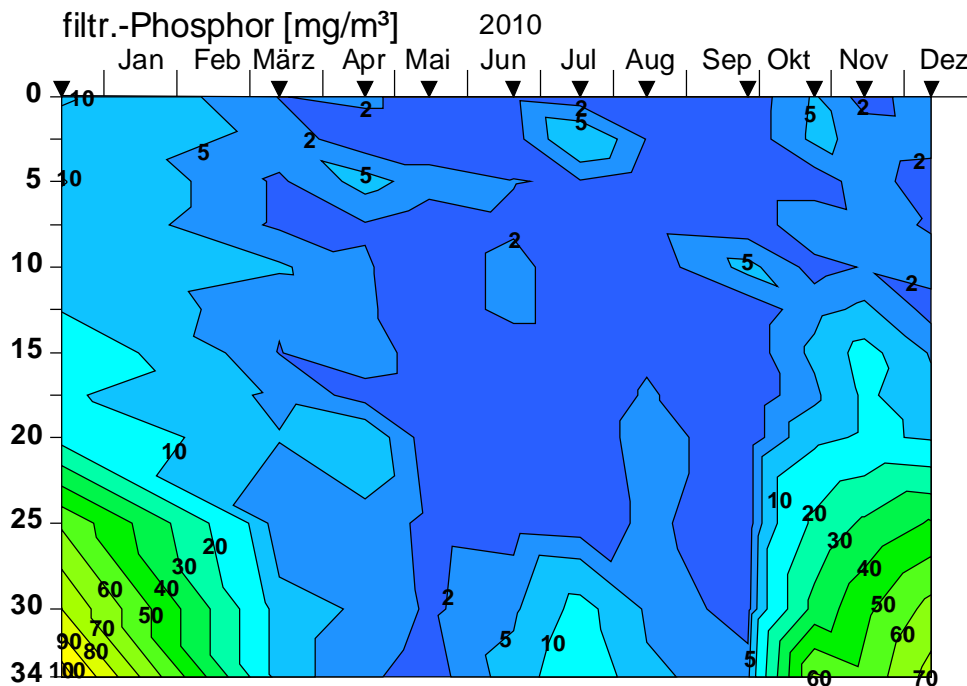 filtr.-Phosphor [mg/m³] 2010
Jan Feb März Apr Mai Jun Jul Aug Sep Okt Nov Dez
0 10 2 2 5 2
5 2 5 2
5 10 5
10 2 5 2
15
20 10
10 20
25 20 30
30 40
60 40 50
30 50 2
70 60
90 80 5 10 5
34 100 60 70